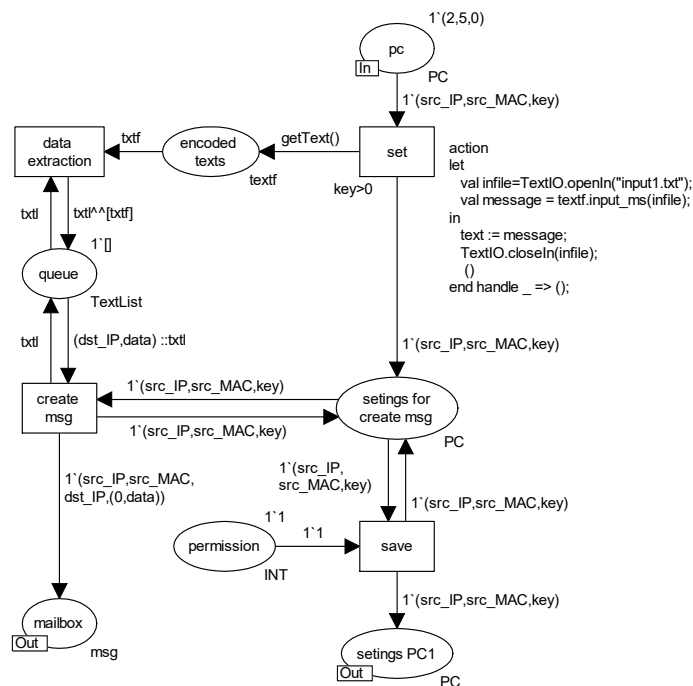 1`(2,5,0)
pc
In
PC
1`(src_IP,src_MAC,key)
data
extraction
txtf
encoded
texts
textf
getText()
set
key>0
action
let
val infile=TextIO.openIn("input1.txt");
val message = textf.input_ms(infile);
in
text := message;
TextIO.closeIn(infile);
()
end handle _ => ();
txtl
txtl^^[txtf]
1`[]
queue
TextList
txtl
(dst_IP,data) ::txtl
1`(src_IP,src_MAC,key)
create
msg
1`(src_IP,src_MAC,key)
1`(src_IP,src_MAC,key)
setings for
create msg
PC
1`(src_IP,src_MAC,
dst_IP,(0,data))
1`(src_IP,
src_MAC,key)
1`(src_IP,src_MAC,key)
1`1
permission
INT
1`1
save
1`(src_IP,src_MAC,key)
mailbox
Out
msg
setings PC1
Out
PC